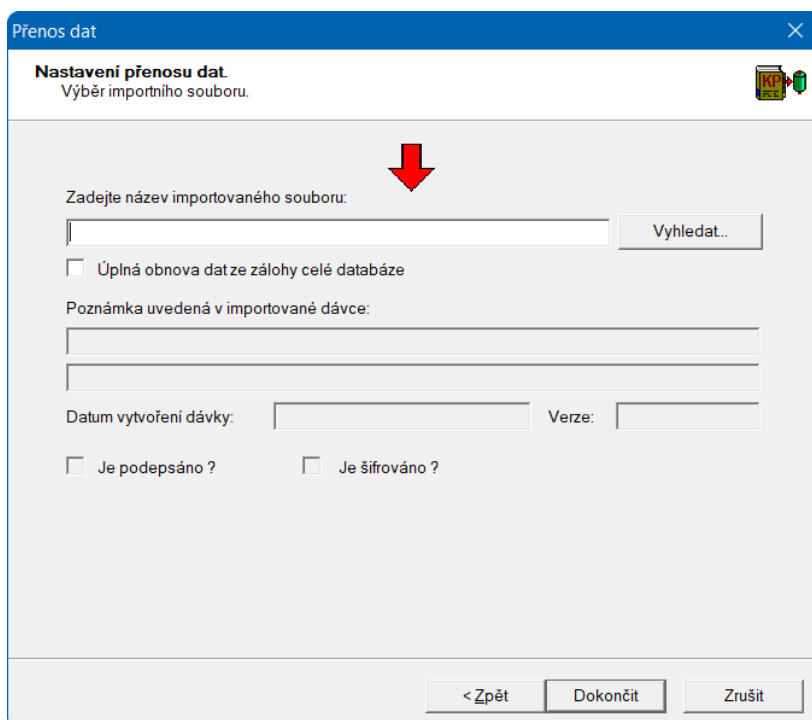 Přenos dat
Nastavení přenosu dat.
Výběr importního souboru.
KP
Zadejte název importovaného souboru:
Vyhledat...
Úplná obnova dat ze zálohy celé databáze
Poznámka uvedená v importované dávce:
Datum vytvoření dávky:
Verze:
Je podepsáno ?
Je šifrováno ?
< Zpět
Dokončit
Zrušit